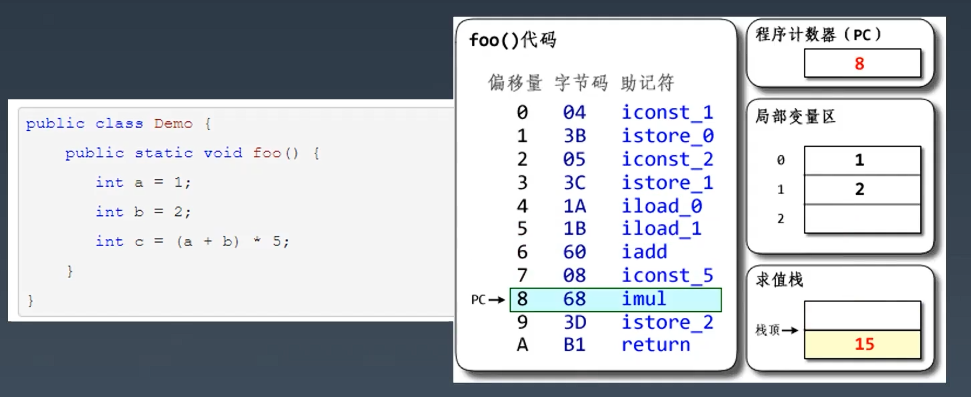 public class Demo {
public static void foo() {
int a = 1;
int b = 2;
int c = (a + b) * 5;
}
}
foo()代码
偏移量 字节码 助记符
0 04 iconst_1
1 3B istore_0
2 05 iconst_2
3 3C istore_1
4 1A iload_0
5 1B iload_1
6 60 iadd
7 08 iconst_5
PC 8 68 imul
9 3D istore_2
A B1 return
程序计数器（PC）
8
局部变量区
0 1
1 2
2
求值栈
栈顶
15